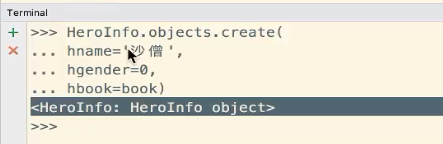 Terminal
>>> HeroInfo.objects.create(
... hname='沙僧',
... hgender=0,
... hbook=book)
<HeroInfo: HeroInfo object>
>>>